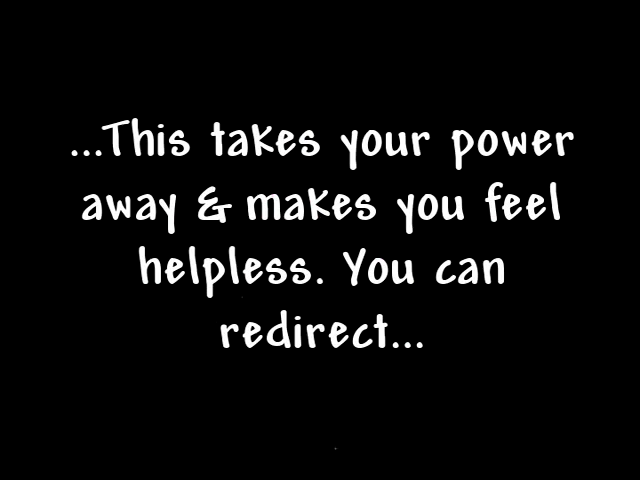 ...This takes your power
away & makes you feel
helpless. You can
redirect...